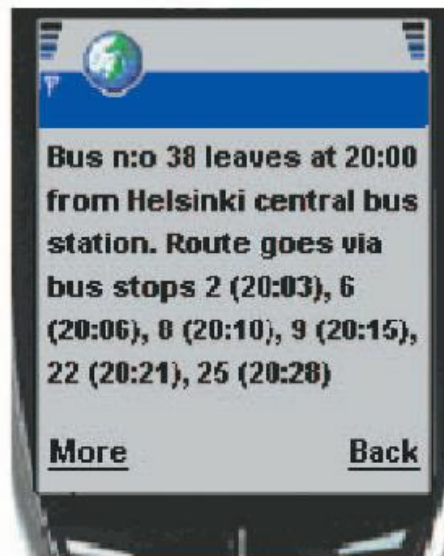 Bus n:o 38 leaves at 20:00
from Helsinki central bus
station. Route goes via
bus stops 2 (20:03), 6
(20:06), 8 (20:10), 9 (20:15),
22 (20:21), 25 (20:28)
More Back